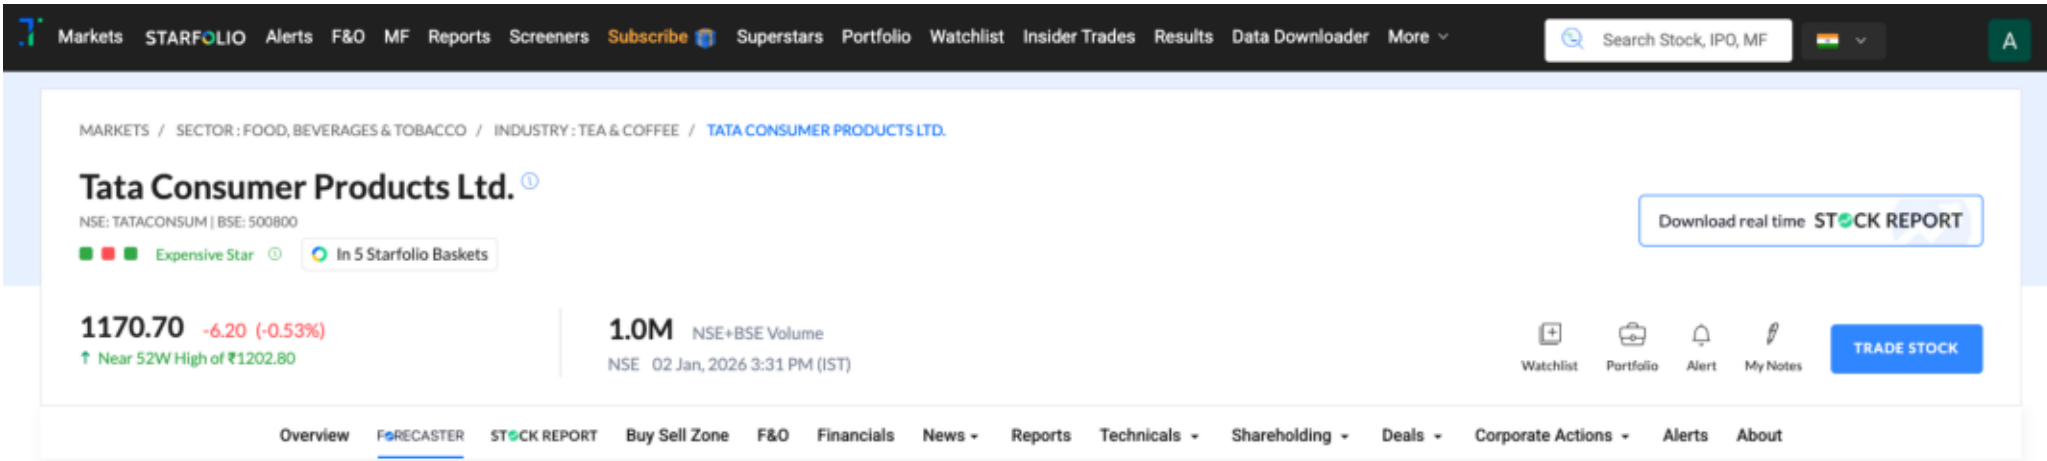 Markets STARFOLIO Alerts F&O MF Reports Screeners Subscribe Superstars Portfolio Watchlist Insider Trades Results Data Downloader More Search Stock, IPO, MF A
MARKETS / SECTOR : FOOD, BEVERAGES & TOBACCO / INDUSTRY : TEA & COFFEE / TATA CONSUMER PRODUCTS LTD.
Tata Consumer Products Ltd.
NSE: TATACONSUM | BSE: 500800
Download real time STOCK REPORT
Expensive Star In 5 Starfolio Baskets
1170.70 -6.20 (-0.53%)
↑ Near 52W High of ₹1202.80
1.0M NSE+BSE Volume
NSE 02 Jan, 2026 3:31 PM (IST)
Watchlist Portfolio Alert My Notes
TRADE STOCK
Overview FORECASTER STOCK REPORT Buy Sell Zone F&O Financials News Reports Technicals Shareholding Deals Corporate Actions Alerts About